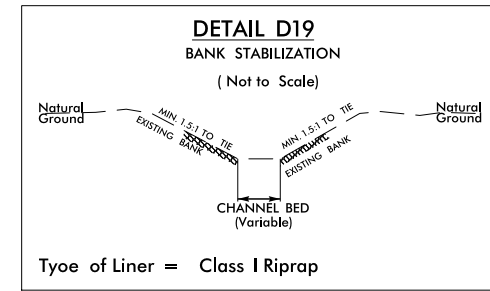 DETAIL D19
BANK STABILIZATION
( Not to Scale)
Natural
Ground
MIN. 1.5:1 TO TIE
EXISTING BANK
MIN. 1.5:1 TO TIE
EXISTING BANK
Natural
Ground
CHANNEL BED
(Variable)
Tyoe of Liner = Class I Riprap